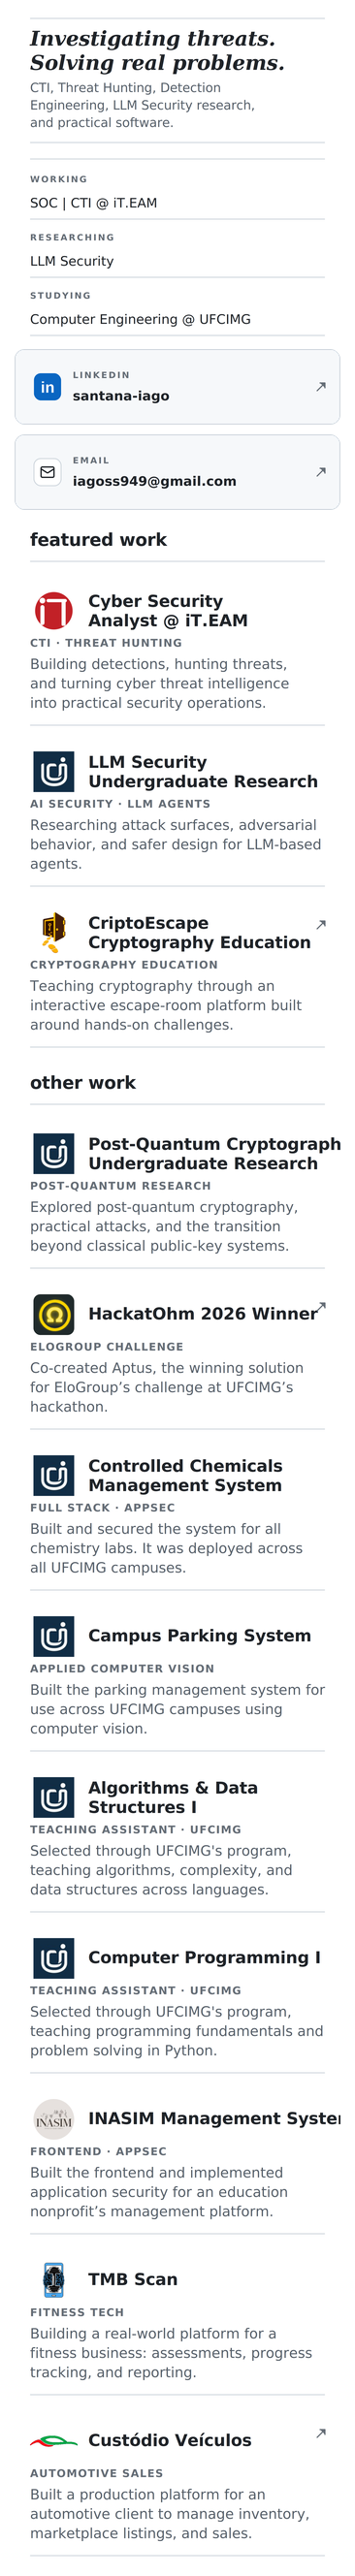 Investigating threats.
Solving real problems.
CTI, Threat Hunting, Detection
Engineering, LLM Security research,
and practical software.
WORKING
SOC | CTI @ iT.EAM
RESEARCHING
LLM Security
STUDYING
Computer Engineering @ UFCIMG
in
LINKEDIN
santana-iago
EMAIL
iagoss949@gmail.com
featured work
iT
Cyber Security
Analyst @ iT.EAM
CTI · THREAT HUNTING
Building detections, hunting threats,
and turning cyber threat intelligence
into practical security operations.
LLM Security
Undergraduate Research
AI SECURITY · LLM AGENTS
Researching attack surfaces, adversarial
behavior, and safer design for LLM-based
agents.
CriptoEscape
Cryptography Education
CRYPTOGRAPHY EDUCATION
Teaching cryptography through an
interactive escape-room platform built
around hands-on challenges.
other work
Post-Quantum Cryptograph
Undergraduate Research
POST-QUANTUM RESEARCH
Explored post-quantum cryptography,
practical attacks, and the transition
beyond classical public-key systems.
Ω
HackatOhm 2026 Winner
ELOGROUP CHALLENGE
Co-created Aptus, the winning solution
for EloGroup’s challenge at UFCIMG’s
hackathon.
Controlled Chemicals
Management System
FULL STACK · APPSEC
Built and secured the system for all
chemistry labs. It was deployed across
all UFCIMG campuses.
Campus Parking System
APPLIED COMPUTER VISION
Built the parking management system for
use across UFCIMG campuses using
computer vision.
Algorithms & Data
Structures I
TEACHING ASSISTANT · UFCIMG
Selected through UFCIMG's program,
teaching algorithms, complexity, and
data structures across languages.
Computer Programming I
TEACHING ASSISTANT · UFCIMG
Selected through UFCIMG's program,
teaching programming fundamentals and
problem solving in Python.
INASIM
INASIM Management System
FRONTEND · APPSEC
Built the frontend and implemented
application security for an education
nonprofit’s management platform.
TMB Scan
FITNESS TECH
Building a real-world platform for a
fitness business: assessments, progress
tracking, and reporting.
Custódio Veículos
AUTOMOTIVE SALES
Built a production platform for an
automotive client to manage inventory,
marketplace listings, and sales.